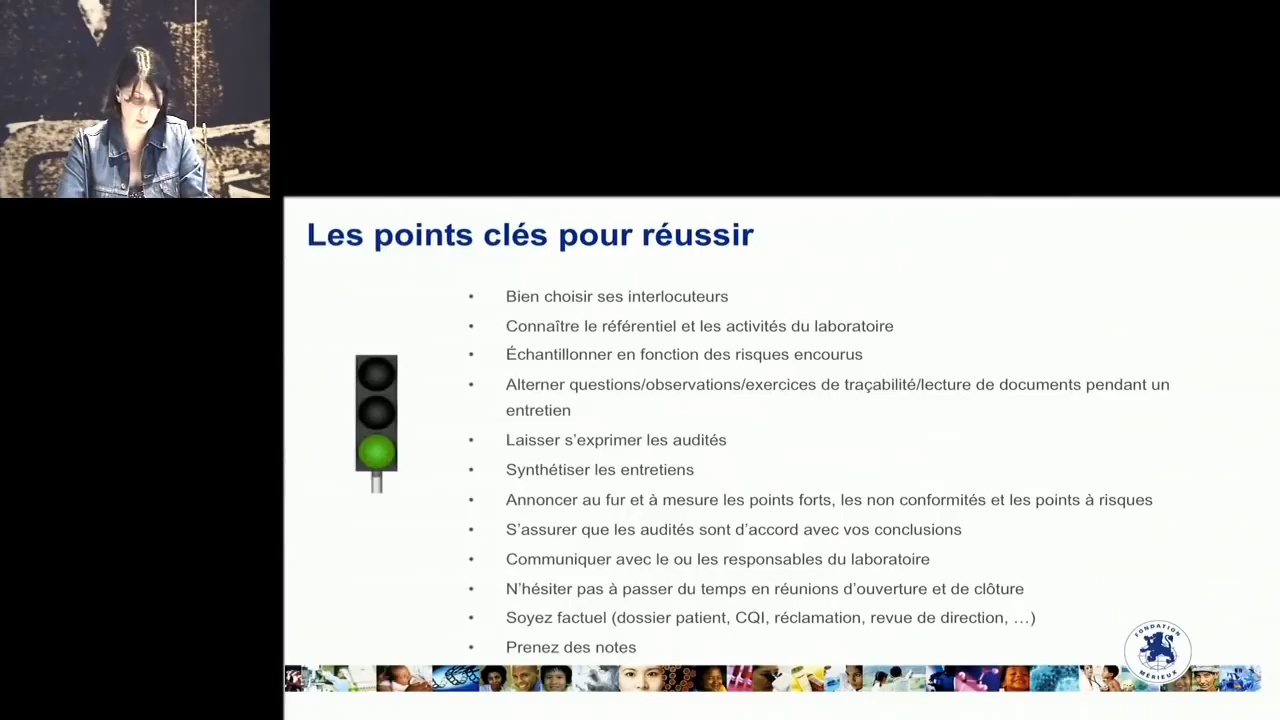 Les points clés pour réussir
• Bien choisir ses interlocuteurs
• Connaître le référentiel et les activités du laboratoire
• Échantillonner en fonction des risques encourus
• Alterner questions/observations/exercices de traçabilité/lecture de documents pendant un
entretien
• Laisser s’exprimer les audités
• Synthétiser les entretiens
• Annoncer au fur et à mesure les points forts, les non conformités et les points à risques
• S’assurer que les audités sont d’accord avec vos conclusions
• Communiquer avec le ou les responsables du laboratoire
• N’hésiter pas à passer du temps en réunions d’ouverture et de clôture
• Soyez factuel (dossier patient, CQI, réclamation, revue de direction, …)
• Prenez des notes
FONDATION
MÉRIEUX